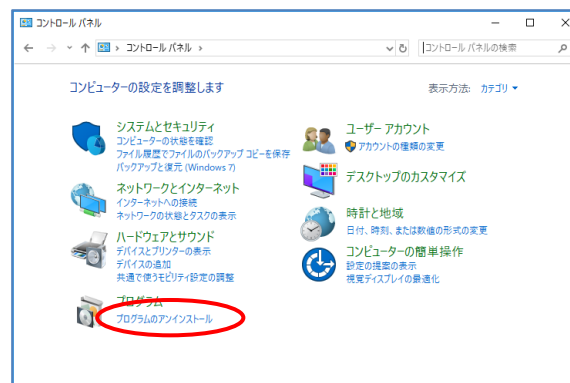 コントロール パネル
コントロール パネル
コントロール パネルの検索
コンピューターの設定を調整します
表示方法: カテゴリ
システムとセキュリティ
コンピューターの状態を確認
ファイル履歴でファイルのバックアップ コピーを保存
バックアップと復元 (Windows 7)
ネットワークとインターネット
インターネットへの接続
ネットワークの状態とタスクの表示
ハードウェアとサウンド
デバイスとプリンターの表示
デバイスの追加
共通で使うモビリティ設定の調整
プログラム
プログラムのアンインストール
ユーザー アカウント
アカウントの種類の変更
デスクトップのカスタマイズ
時計と地域
日付、時刻、または数値の形式の変更
コンピューターの簡単操作
設定の提案の表示
視覚ディスプレイの最適化